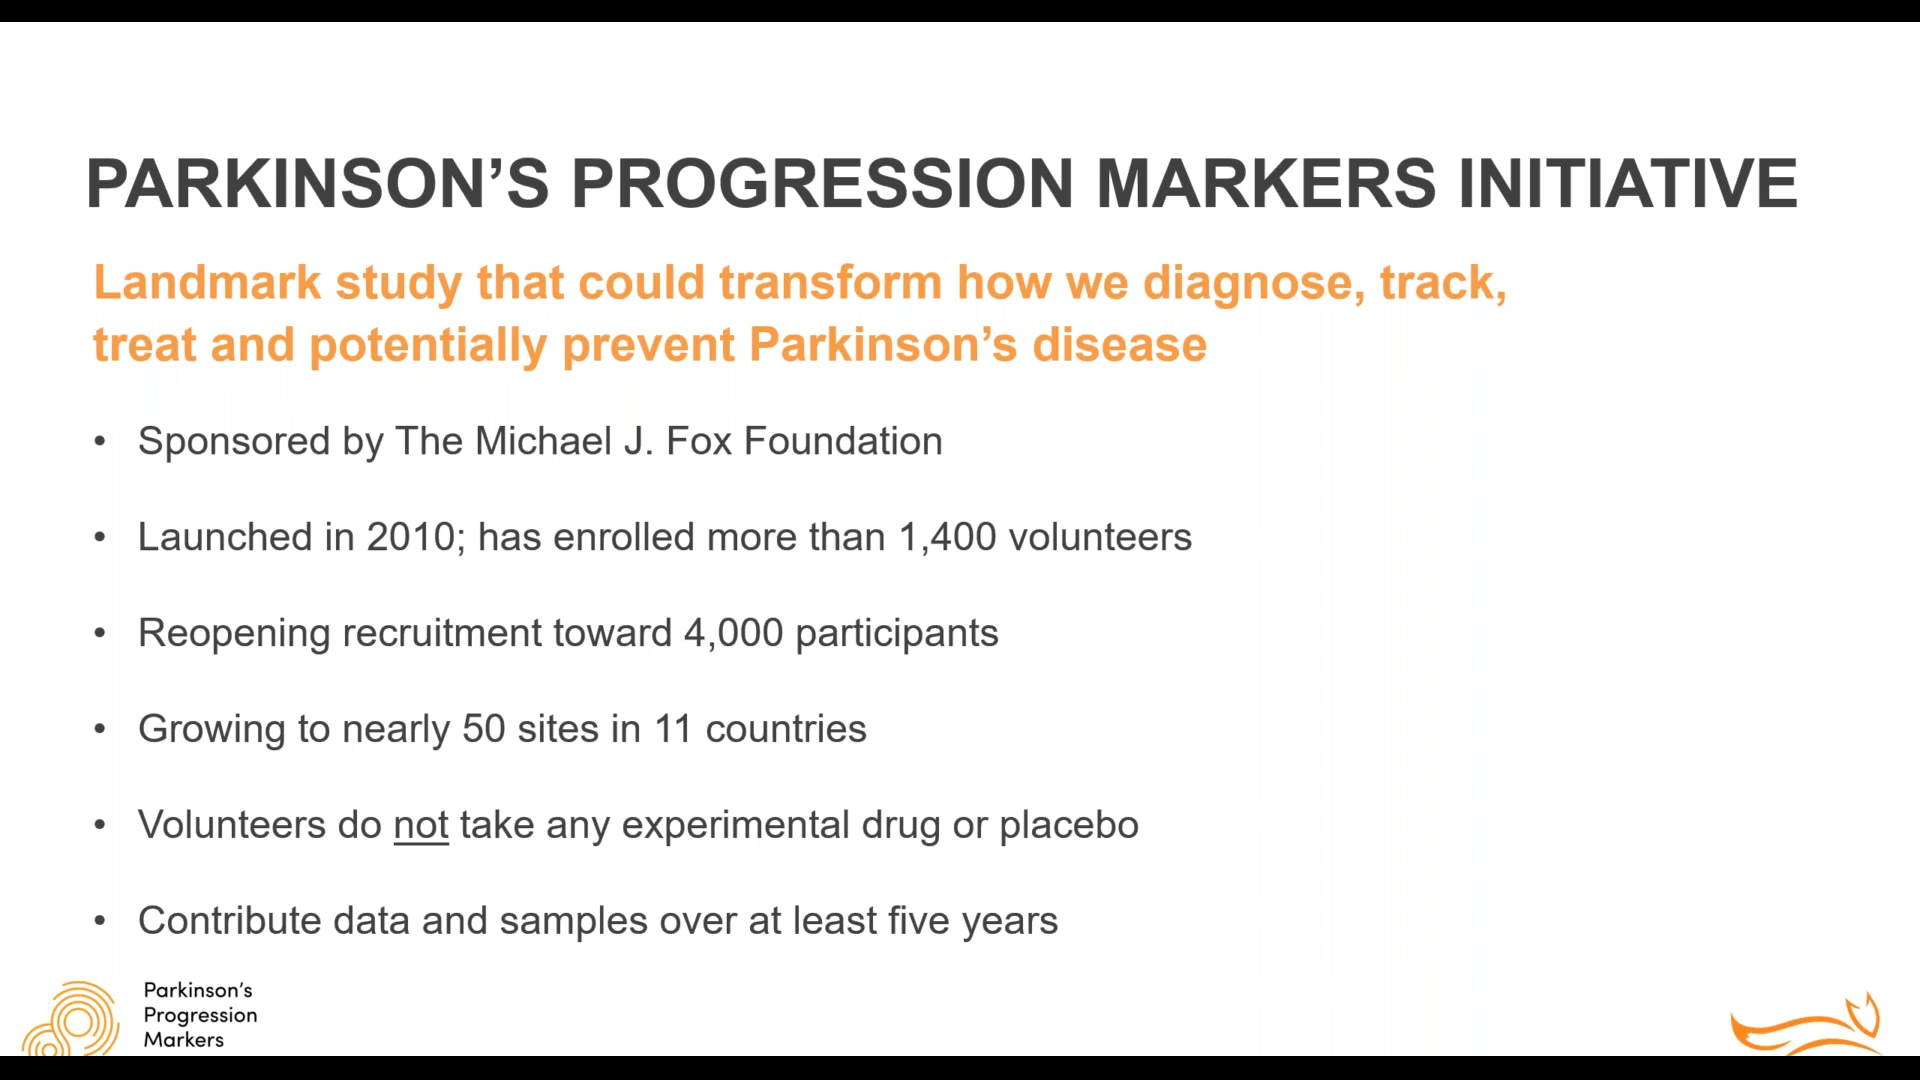 PARKINSON’S PROGRESSION MARKERS INITIATIVE
Landmark study that could transform how we diagnose, track,
treat and potentially prevent Parkinson’s disease
• Sponsored by The Michael J. Fox Foundation
• Launched in 2010; has enrolled more than 1,400 volunteers
• Reopening recruitment toward 4,000 participants
• Growing to nearly 50 sites in 11 countries
• Volunteers do not take any experimental drug or placebo
• Contribute data and samples over at least five years
Parkinson’s
Progression
Markers